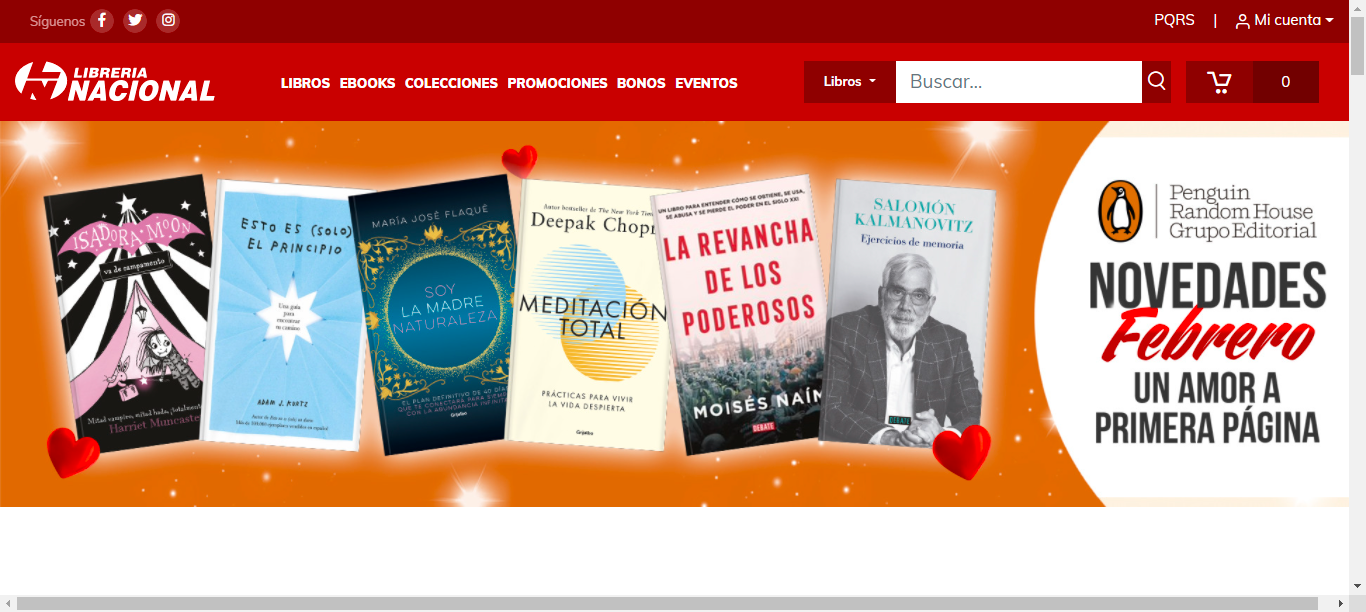 Síguenos
PQRS | Mi cuenta
LIBRERIA
NACIONAL
LIBROS EBOOKS COLECCIONES PROMOCIONES BONOS EVENTOS
Libros
Buscar...
0
ISADORA MOON
va de campamento
Mitad vampiro, mitad hada, ¡totalmente
Harriet Muncaster
ESTO ES (SOLO)
EL PRINCIPIO
Una guía
para
encontrar
tu camino
ADAM J. KURTZ
MARÍA JOSÉ FLAQUÉ
SOY
LA MADRE
NATURALEZA
EL PLAN DEFINITIVO DE 40 DÍAS
QUE TE CONECTARÁ PARA SIEMPRE
CON LA ABUNDANCIA INFINITA
Grijalbo
Autor bestseller de The New York Times
Deepak Chopr
MEDITACIÓN
TOTAL
PRÁCTICAS PARA VIVIR
LA VIDA DESPIERTA
Grijalbo
UN LIBRO PARA ENTENDER CÓMO SE OBTIENE, SE USA,
SE ABUSA Y SE PIERDE EL PODER EN EL SIGLO XXI
LA REVANCHA
DE LOS
PODEROSOS
MOISÉS NAÍM
DEBATE
SALOMÓN
KALMANOVITZ
Ejercicios de memoria
DEBATE
Penguin
Random House
Grupo Editorial
NOVEDADES
Febrero
UN AMOR A
PRIMERA PÁGINA